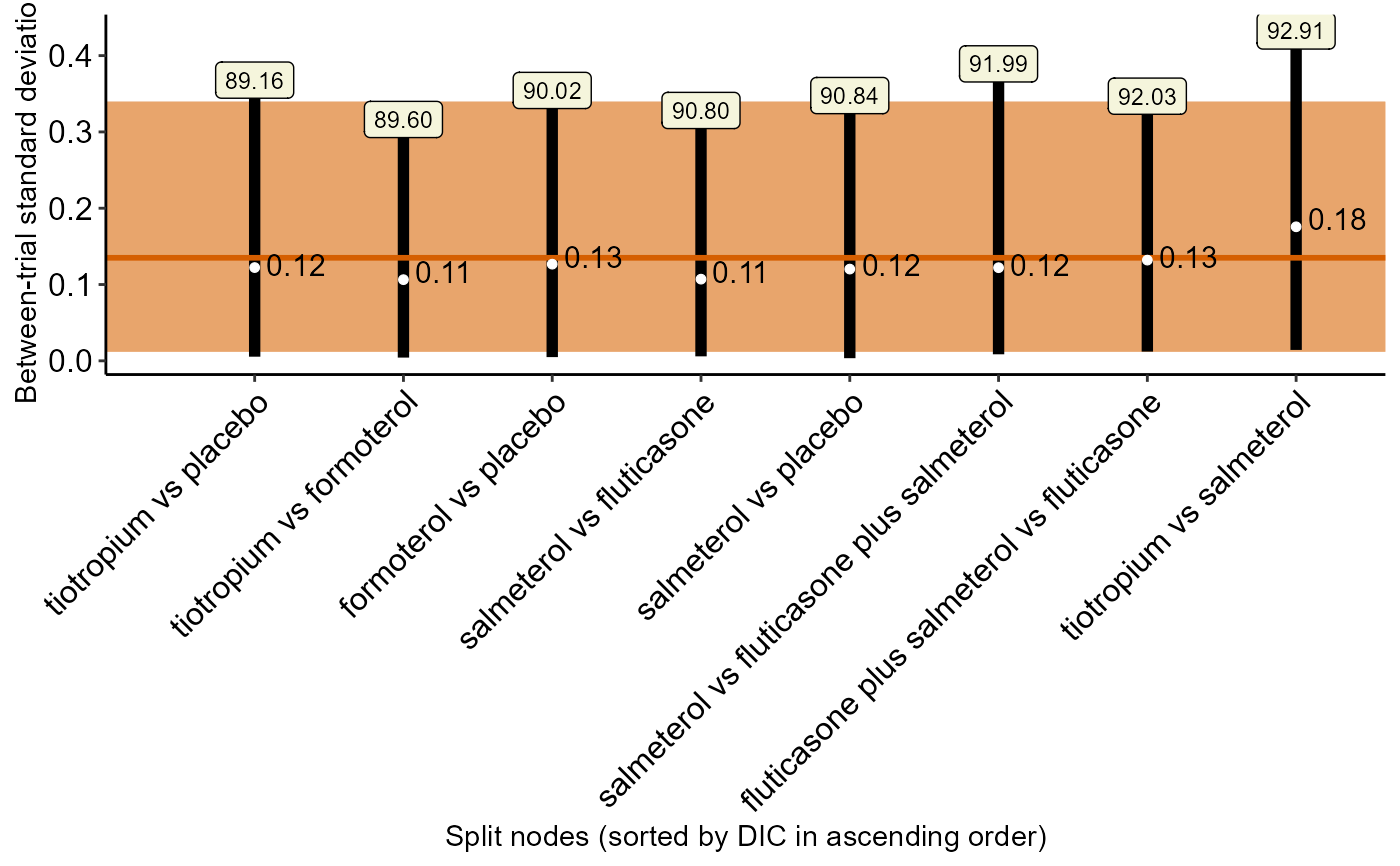 Between-trial standard deviatio
0.4
0.3
0.2
0.1
0.0
89.16
89.60
90.02
90.80
90.84
91.99
92.03
92.91
0.12
0.11
0.13
0.11
0.12
0.12
0.13
0.18
tiotropium vs placebo
tiotropium vs formoterol
formoterol vs placebo
salmeterol vs fluticasone
salmeterol vs placebo
salmeterol vs fluticasone plus salmeterol
fluticasone plus salmeterol vs fluticasone
tiotropium vs salmeterol
Split nodes (sorted by DIC in ascending order)